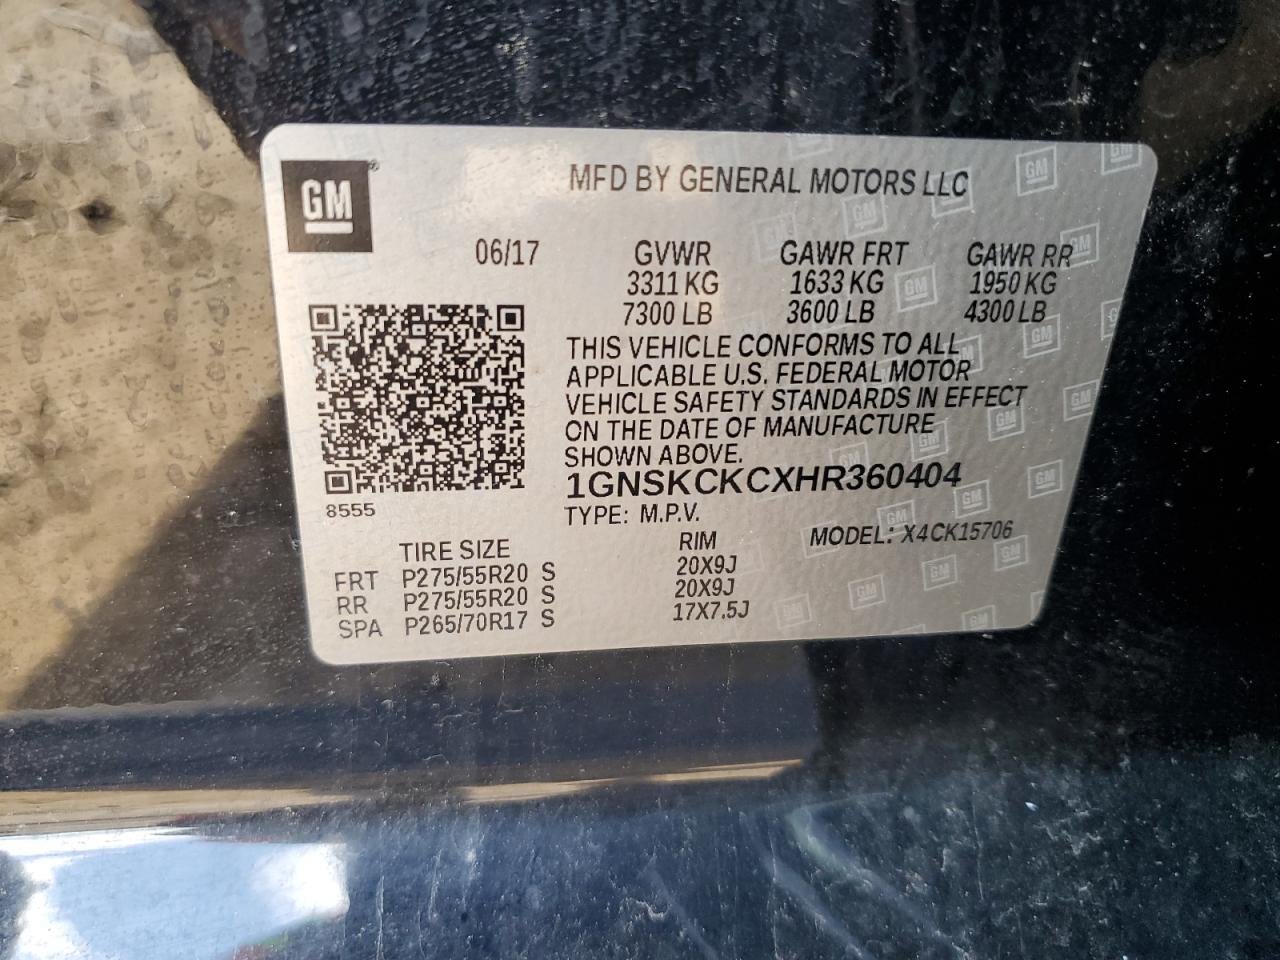 GM
MFD BY GENERAL MOTORS LLC
06/17 GVWR GAWR FRT GAWR RR
3311 KG 1633 KG 1950 KG
7300 LB 3600 LB 4300 LB
THIS VEHICLE CONFORMS TO ALL
APPLICABLE U.S. FEDERAL MOTOR
VEHICLE SAFETY STANDARDS IN EFFECT
ON THE DATE OF MANUFACTURE
SHOWN ABOVE.
1GNSKCKCXHR360404
8555
TYPE: M.P.V. MODEL: X4CK15706
TIRE SIZE RIM
FRT P275/55R20 S 20X9J
RR P275/55R20 S 20X9J
SPA P265/70R17 S 17X7.5J